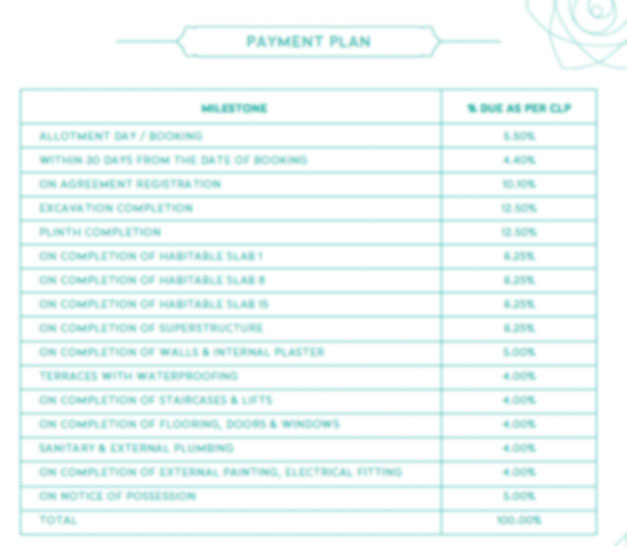 PAYMENT PLAN
MILESTONE % DUE AS PER CLP
ALLOTMENT DAY / BOOKING 5.50%
WITHIN 30 DAYS FROM THE DATE OF BOOKING 4.40%
ON AGREEMENT REGISTRATION 10.10%
EXCAVATION COMPLETION 12.50%
PLINTH COMPLETION 12.50%
ON COMPLETION OF HABITABLE SLAB 1 6.25%
ON COMPLETION OF HABITABLE SLAB 8 6.25%
ON COMPLETION OF HABITABLE SLAB 15 6.25%
ON COMPLETION OF SUPERSTRUCTURE 6.25%
ON COMPLETION OF WALLS & INTERNAL PLASTER 5.00%
TERRACES WITH WATERPROOFING 4.00%
ON COMPLETION OF STAIRCASES & LIFTS 4.00%
ON COMPLETION OF FLOORING, DOORS & WINDOWS 4.00%
SANITARY & EXTERNAL PLUMBING 4.00%
ON COMPLETION OF EXTERNAL PAINTING, ELECTRICAL FITTING 4.00%
ON NOTICE OF POSSESSION 5.00%
TOTAL 100.00%